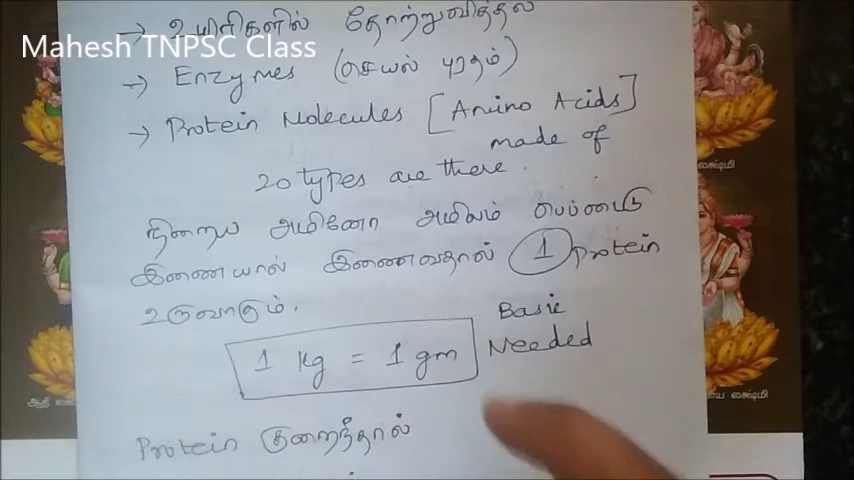 Mahesh TNPSC Class
→ உயிரிகளில் தோற்றுவித்தல்
→ Enzymes (செயல் புரதம்)
→ Protein Molecules [Amino Acids]
made of
20 types are there.
நிறைய அமினோ அமிலம் பெப்டைடு
இணையால் இணைவதால் 1 protein
உருவாகும்.
Basic
1 Kg = 1 gm Needed
Protein குறைந்தால்